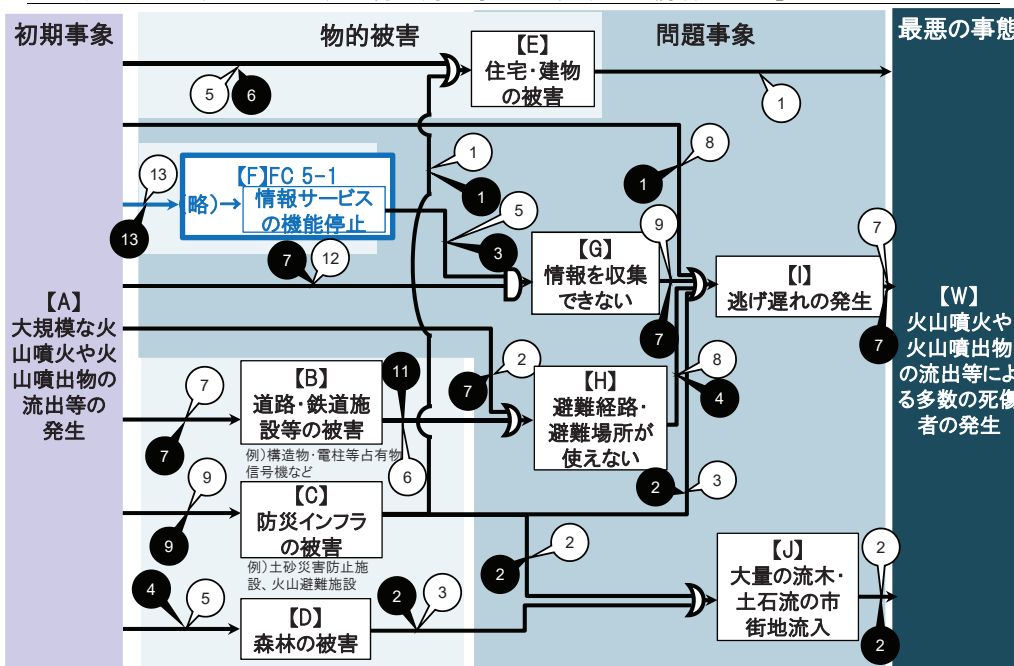 初期事象
物的被害
問題事象
最悪の事態
【A】
大規模な火
山噴火や火
山噴出物の
流出等の
発生
【E】
住宅・建物
の被害
5
6
1
8
1
1
1
【F】FC 5-1
(略)→
情報サービス
の機能停止
13
13
5
3
7
12
【G】
情報を収集
できない
9
7
【I】
逃げ遅れの発生
7
7
【W】
火山噴火や
火山噴出物
の流出等によ
る多数の死傷
者の発生
【B】
道路・鉄道施
設等の被害
例)構造物・電柱等占有物
信号機など
7
7
11
6
2
7
【H】
避難経路・
避難場所が
使えない
8
4
【C】
防災インフラ
の被害
例)土砂災害防止施
設、火山避難施設
9
9
2
3
2
2
【D】
森林の被害
4
5
2
3
【J】
大量の流木・
土石流の市
街地流入
2
2